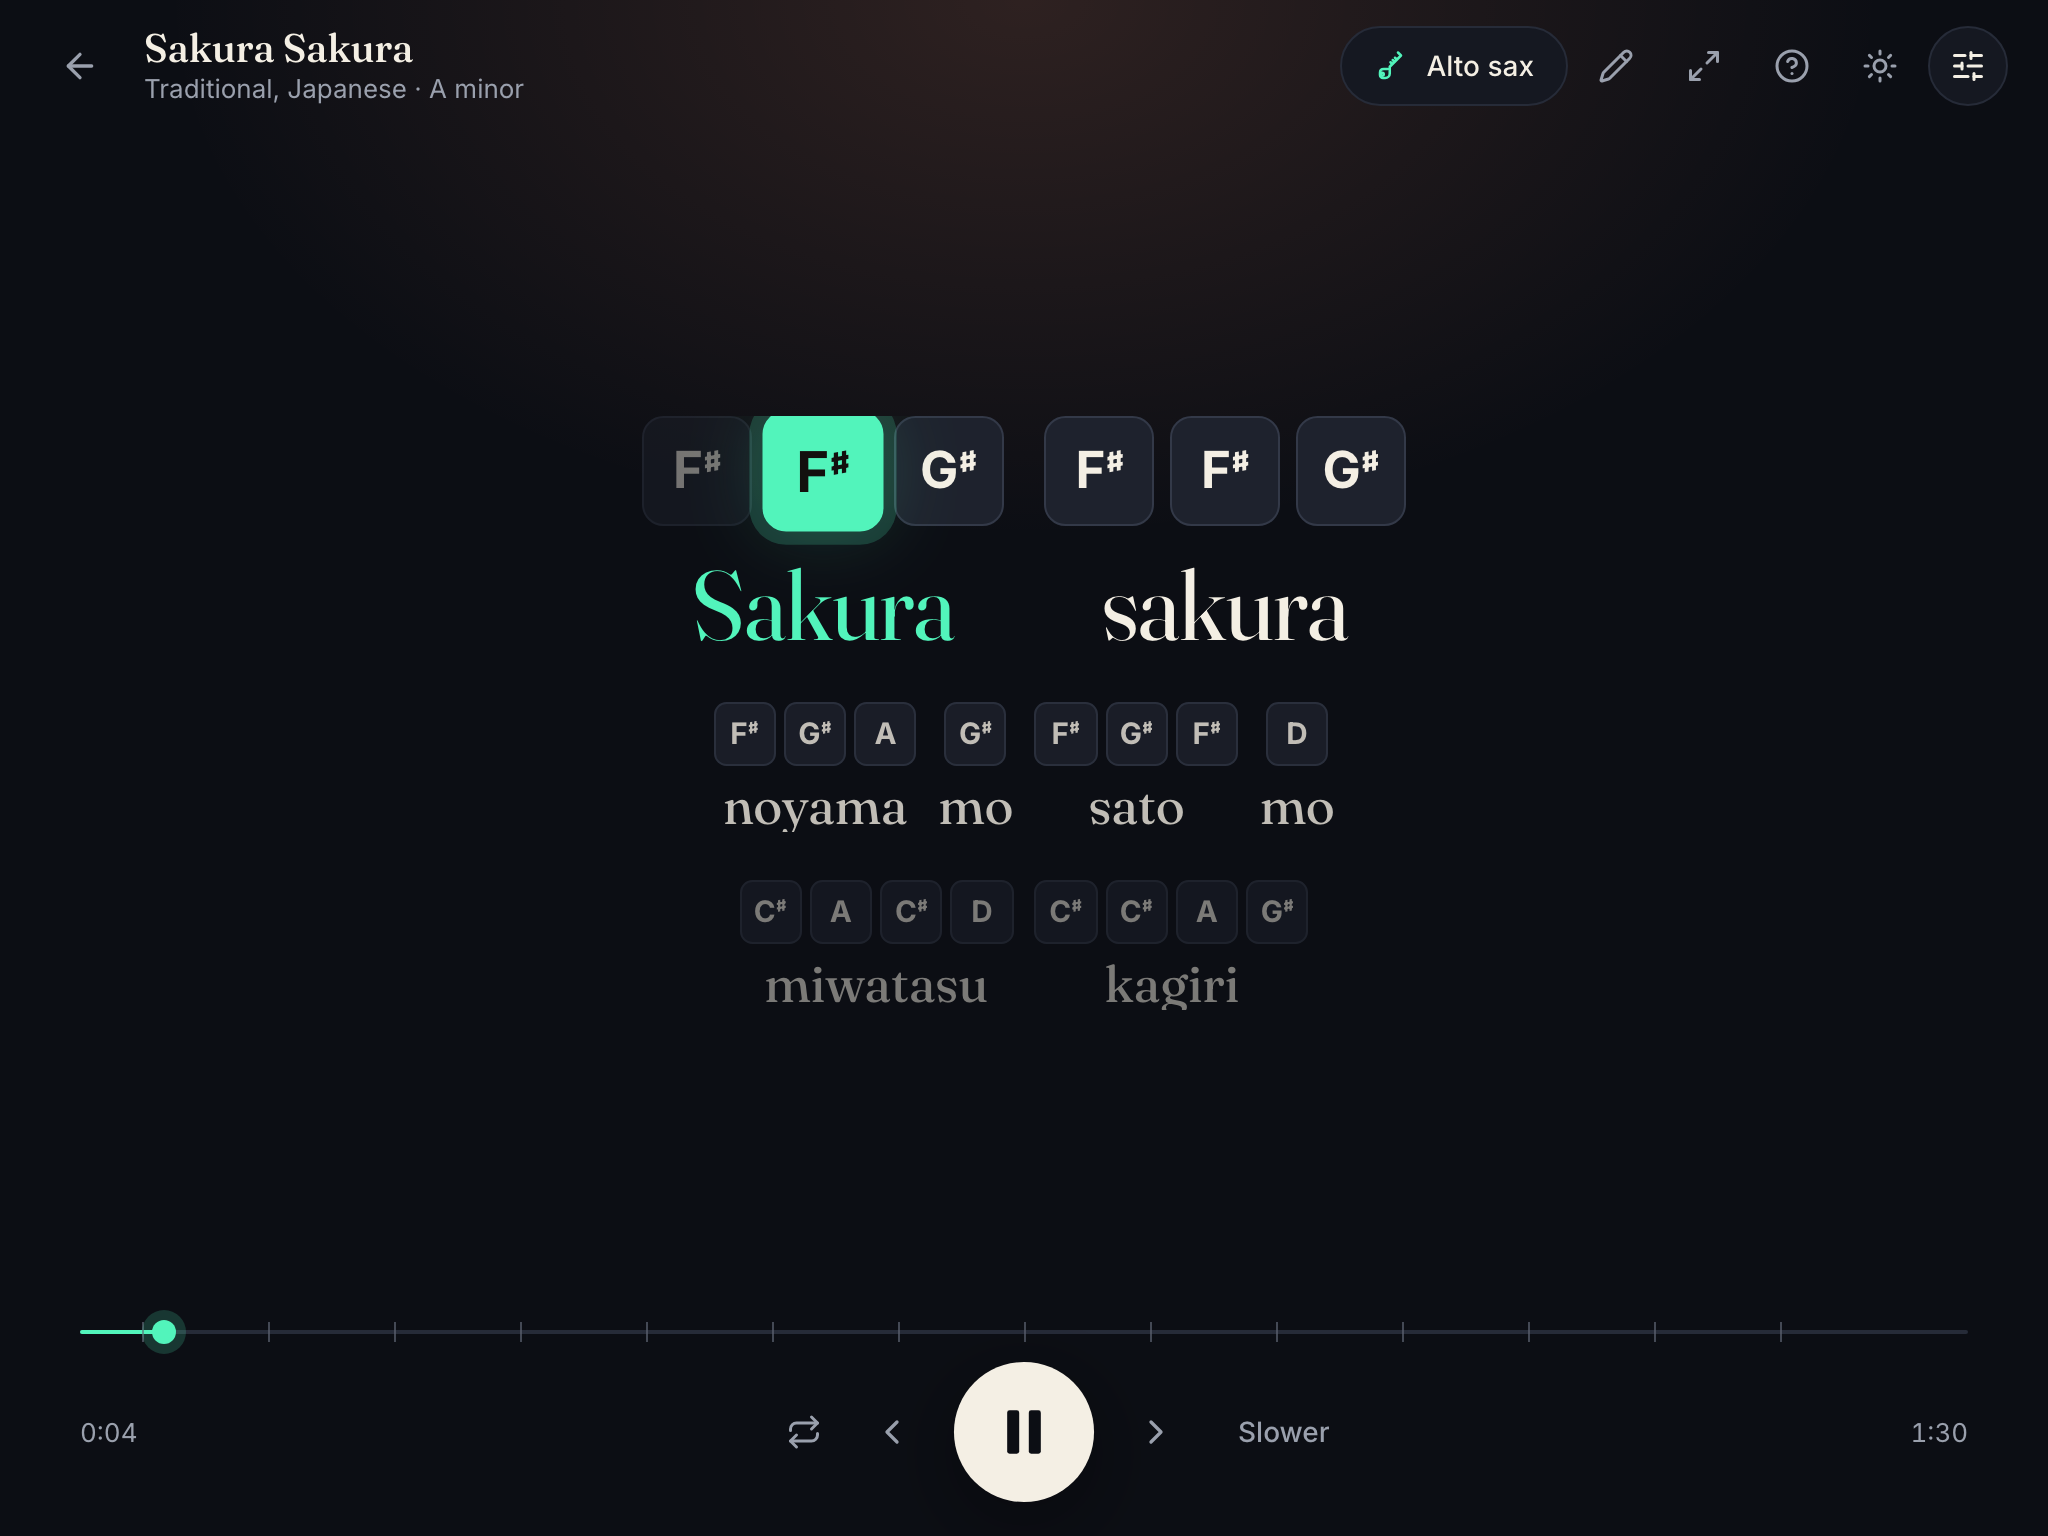 Sakura Sakura
Traditional, Japanese · A minor
Alto sax
F♯ F♯ G♯ F♯ F♯ G♯
Sakura sakura
F♯ G♯ A G♯ F♯ G♯ F♯ D
noyama mo sato mo
C♯ A C♯ D C♯ C♯ A G♯
miwatasu kagiri
0:04 Slower 1:30